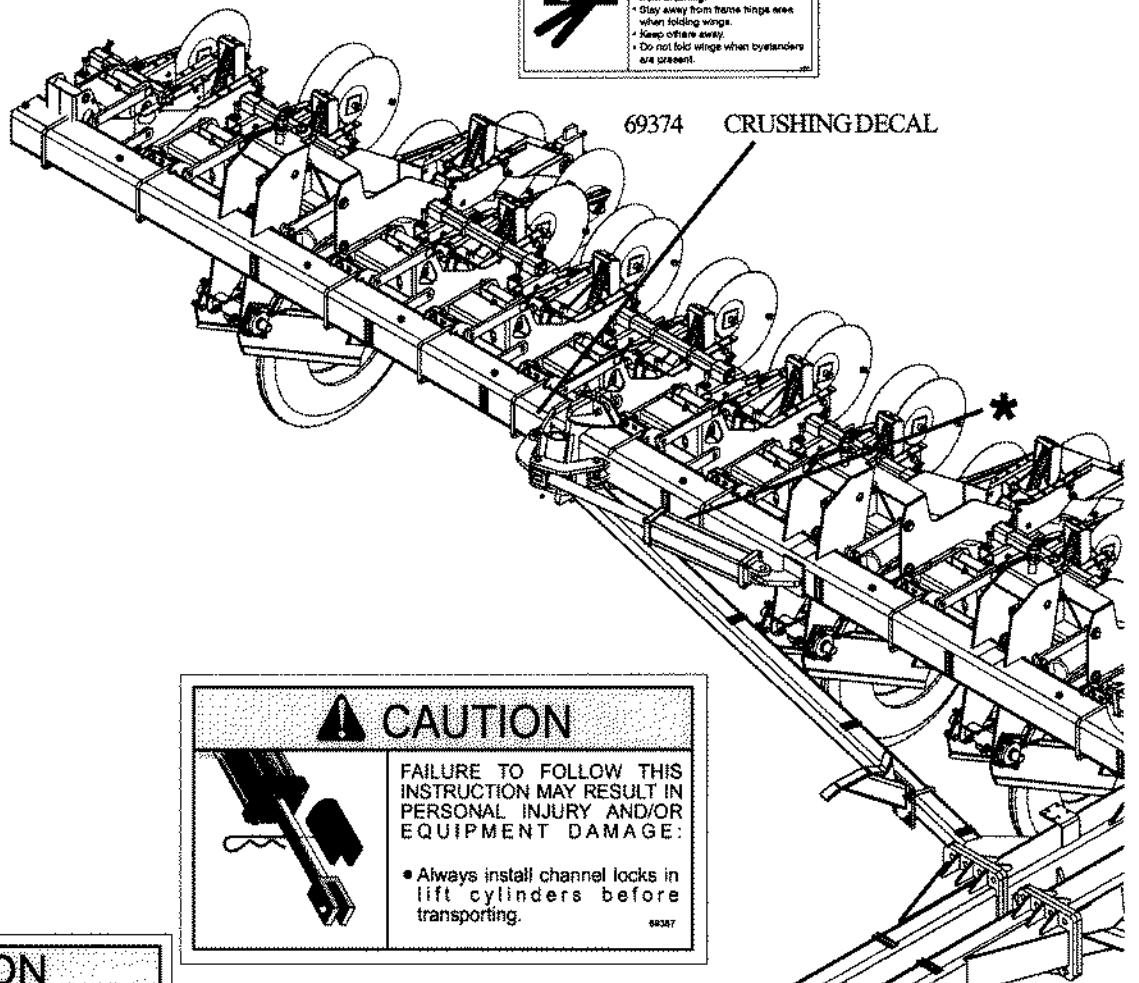 • Stay away from frame hinge area
when folding wings.
• Keep others away.
• Do not fold wings when bystanders
are present.
69374 CRUSHING DECAL
*
CAUTION
FAILURE TO FOLLOW THIS
INSTRUCTION MAY RESULT IN
PERSONAL INJURY AND/OR
EQUIPMENT DAMAGE:
• Always install channel locks in
lift cylinders before
transporting.
69387
ON